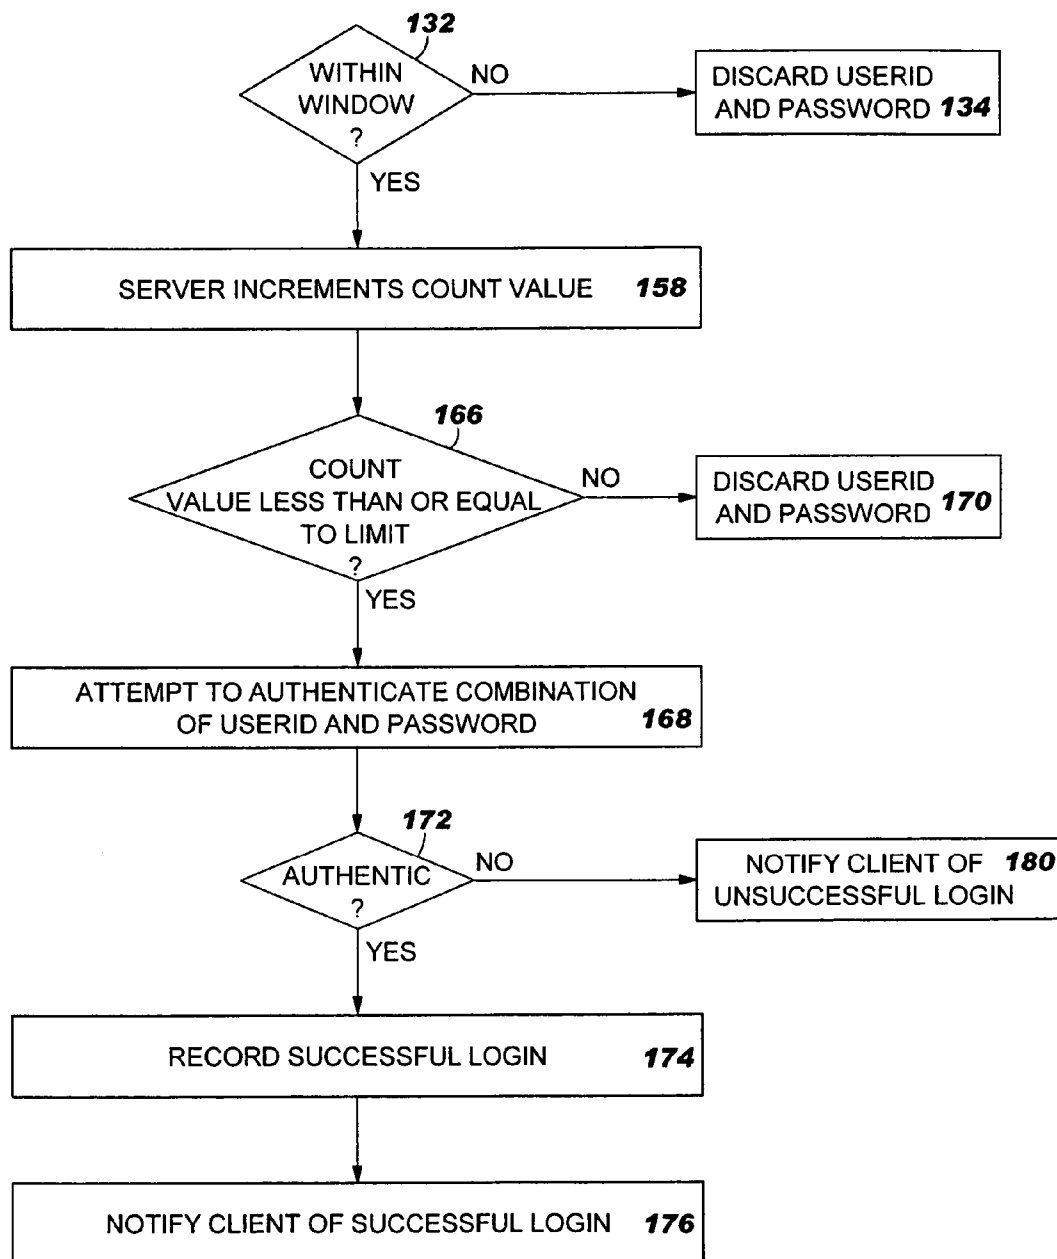 132
WITHIN
WINDOW
?
NO
DISCARD USERID
AND PASSWORD 134
YES
SERVER INCREMENTS COUNT VALUE 158
166
COUNT
VALUE LESS THAN OR EQUAL
TO LIMIT
?
NO
DISCARD USERID
AND PASSWORD 170
YES
ATTEMPT TO AUTHENTICATE COMBINATION
OF USERID AND PASSWORD 168
172
AUTHENTIC
?
NO
NOTIFY CLIENT OF 180
UNSUCCESSFUL LOGIN
YES
RECORD SUCCESSFUL LOGIN 174
NOTIFY CLIENT OF SUCCESSFUL LOGIN 176